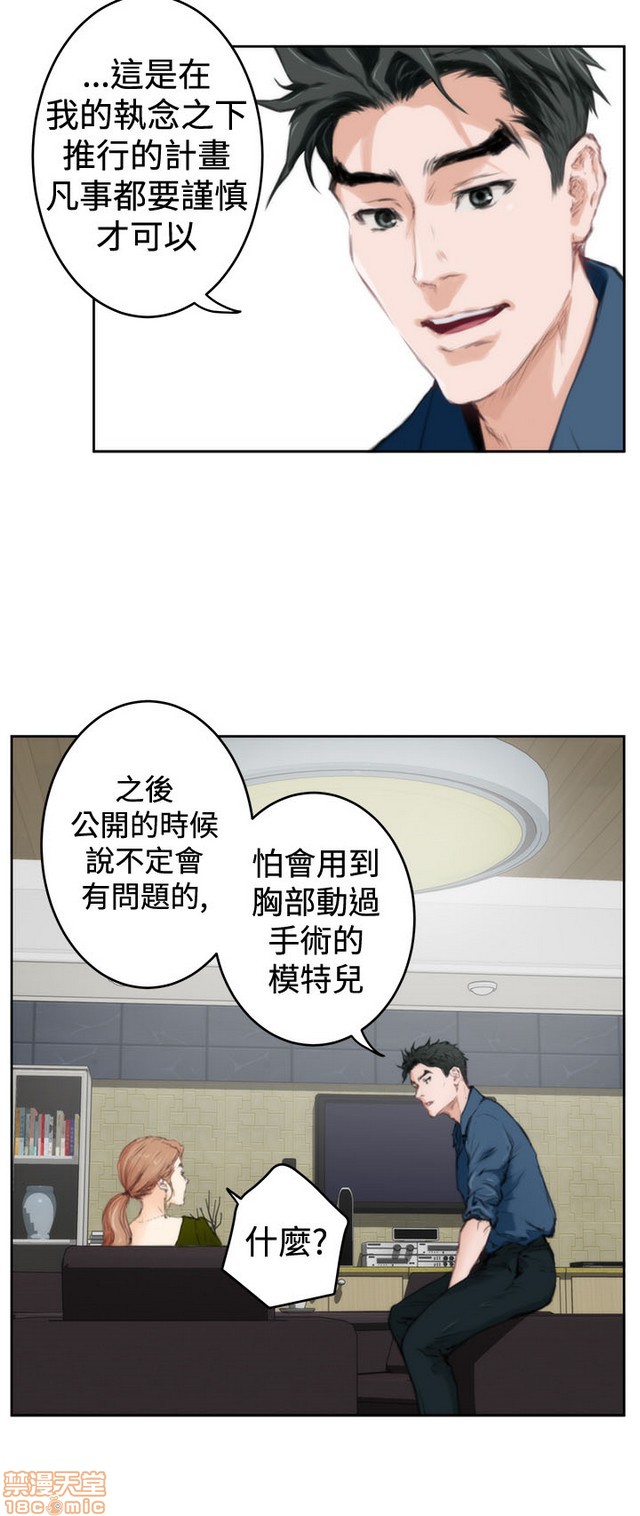 ...這是在
我的執念之下
推行的計畫
凡事都要謹慎
才可以
之後
公開的時候
說不定會
有問題的,
怕會用到
胸部動過
手術的
模特兒
什麼?
禁漫天堂
18comic